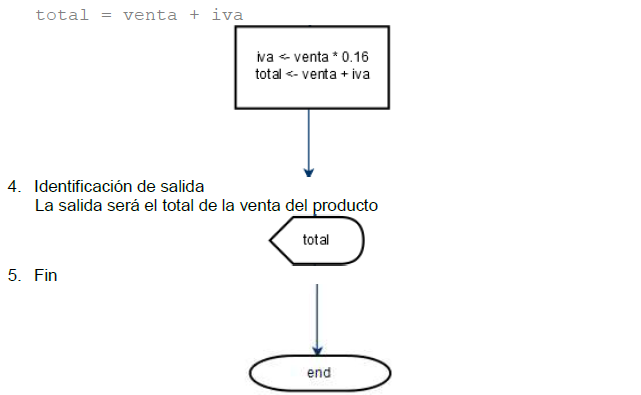 total = venta + iva
iva <- venta * 0.16
total <- venta + iva
4. Identificación de salida
La salida será el total de la venta del producto
total
5. Fin
end